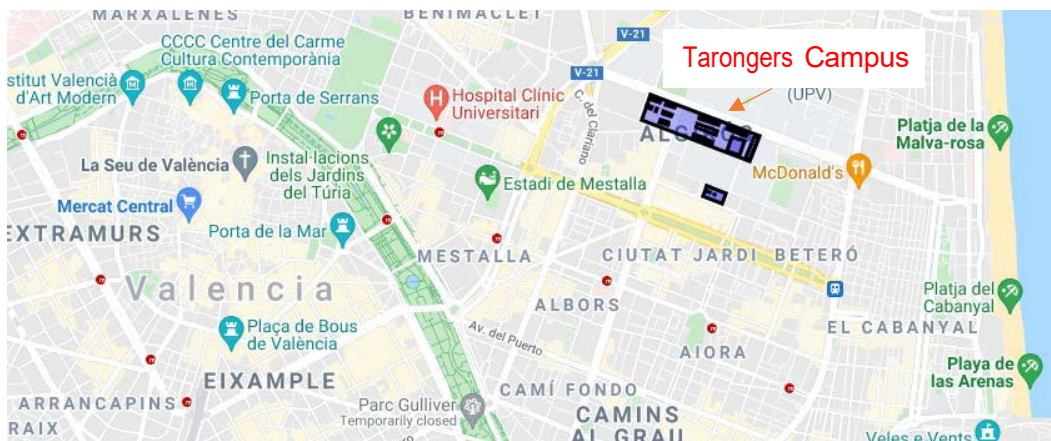 MARXALENES
BENIMACLET
V-21
CCCC Centre del Carme
Cultura Contemporània
Tarongers Campus
V-21
Institut Valencià
d'Art Modern
Porta de Serrans
H
Hospital Clínic
Universitari
C. del Clariano
(UPV)
Platja de la
Malva-rosa
La Seu de València
Instal·lacions
dels Jardins
del Túria
Estadi de Mestalla
McDonald's
Mercat Central
EXTRAMURS
Porta de la Mar
MESTALLA
CIUTAT JARDI
BETERÓ
Valencia
ALBORS
Platja del
Cabanyal
Plaça de Bous
de València
Av. del Puerto
EL CABANYAL
AIORA
EIXAMPLE
Playa de
las Arenas
CAMÍ FONDO
ARRANCAPINS
Parc Gulliver
Temporarily closed
CAMINS
AL GRAU
RAIX
Veles e Vents